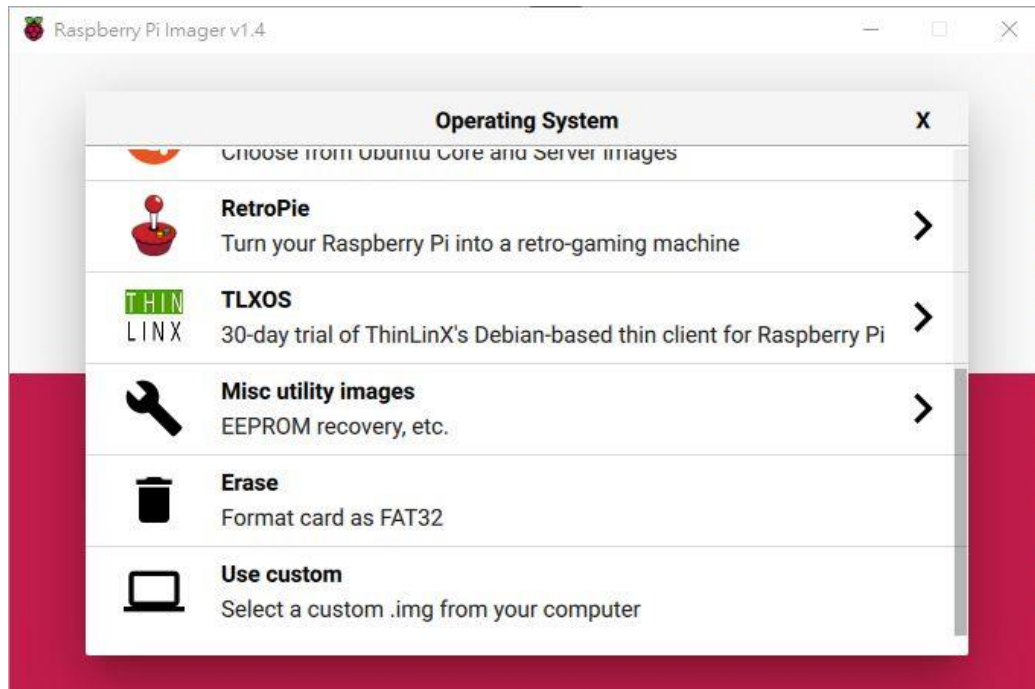 Raspberry Pi Imager v1.4
Operating System
X
Choose from Ubuntu Core and Server images
RetroPie
Turn your Raspberry Pi into a retro-gaming machine
THIN
LINX
TLXOS
30-day trial of ThinLinX's Debian-based thin client for Raspberry Pi
Misc utility images
EEPROM recovery, etc.
Erase
Format card as FAT32
Use custom
Select a custom .img from your computer